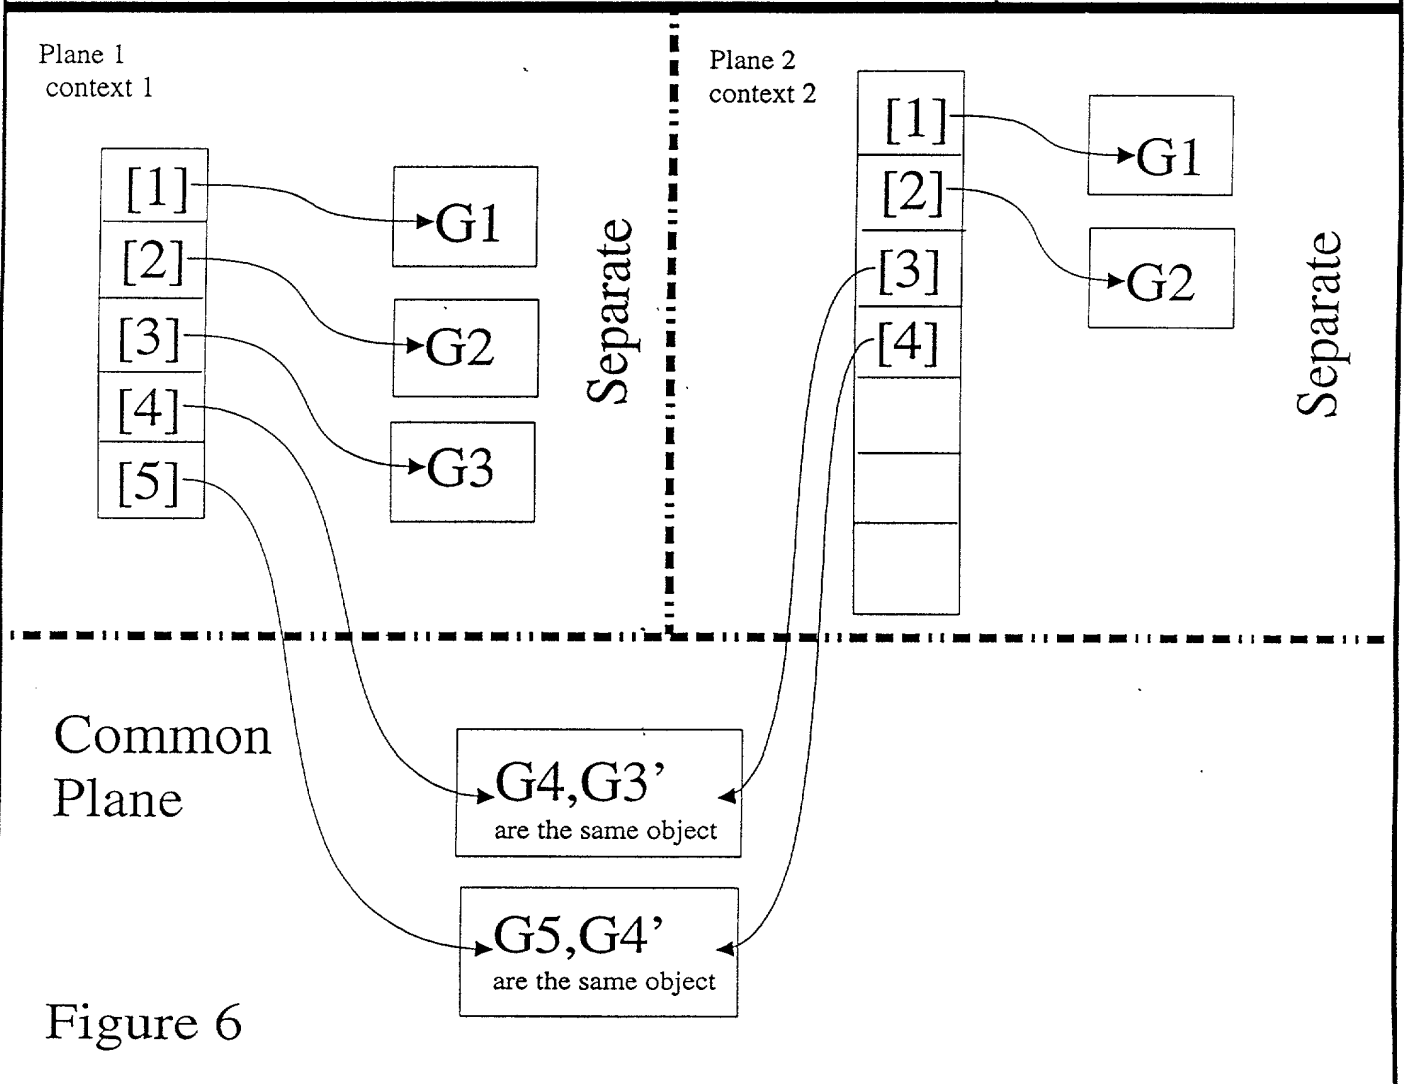 Plane 1
context 1
[1]
[2]
[3]
[4]
[5]
G1
G2
G3
Separate
Plane 2
context 2
[1]
[2]
[3]
[4]
G1
G2
Separate
Common
Plane
G4,G3’
are the same object
G5,G4’
are the same object
Figure 6